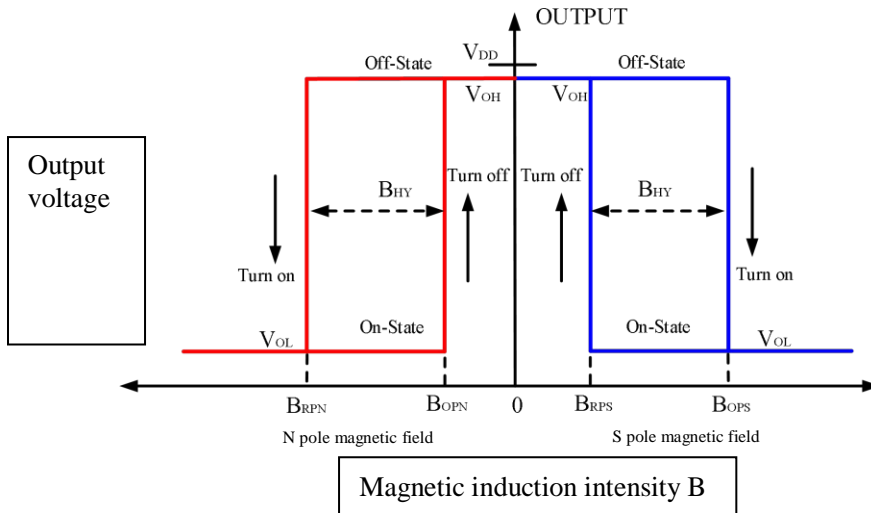 OUTPUT
VDD
Off-State
Off-State
VOH
VOH
Output
voltage
Turn off
Turn off
BHY
BHY
Turn on
Turn on
On-State
On-State
VOL
VOL
BRPN
BOPN
0
BRPS
BOPS
N pole magnetic field
S pole magnetic field
Magnetic induction intensity B